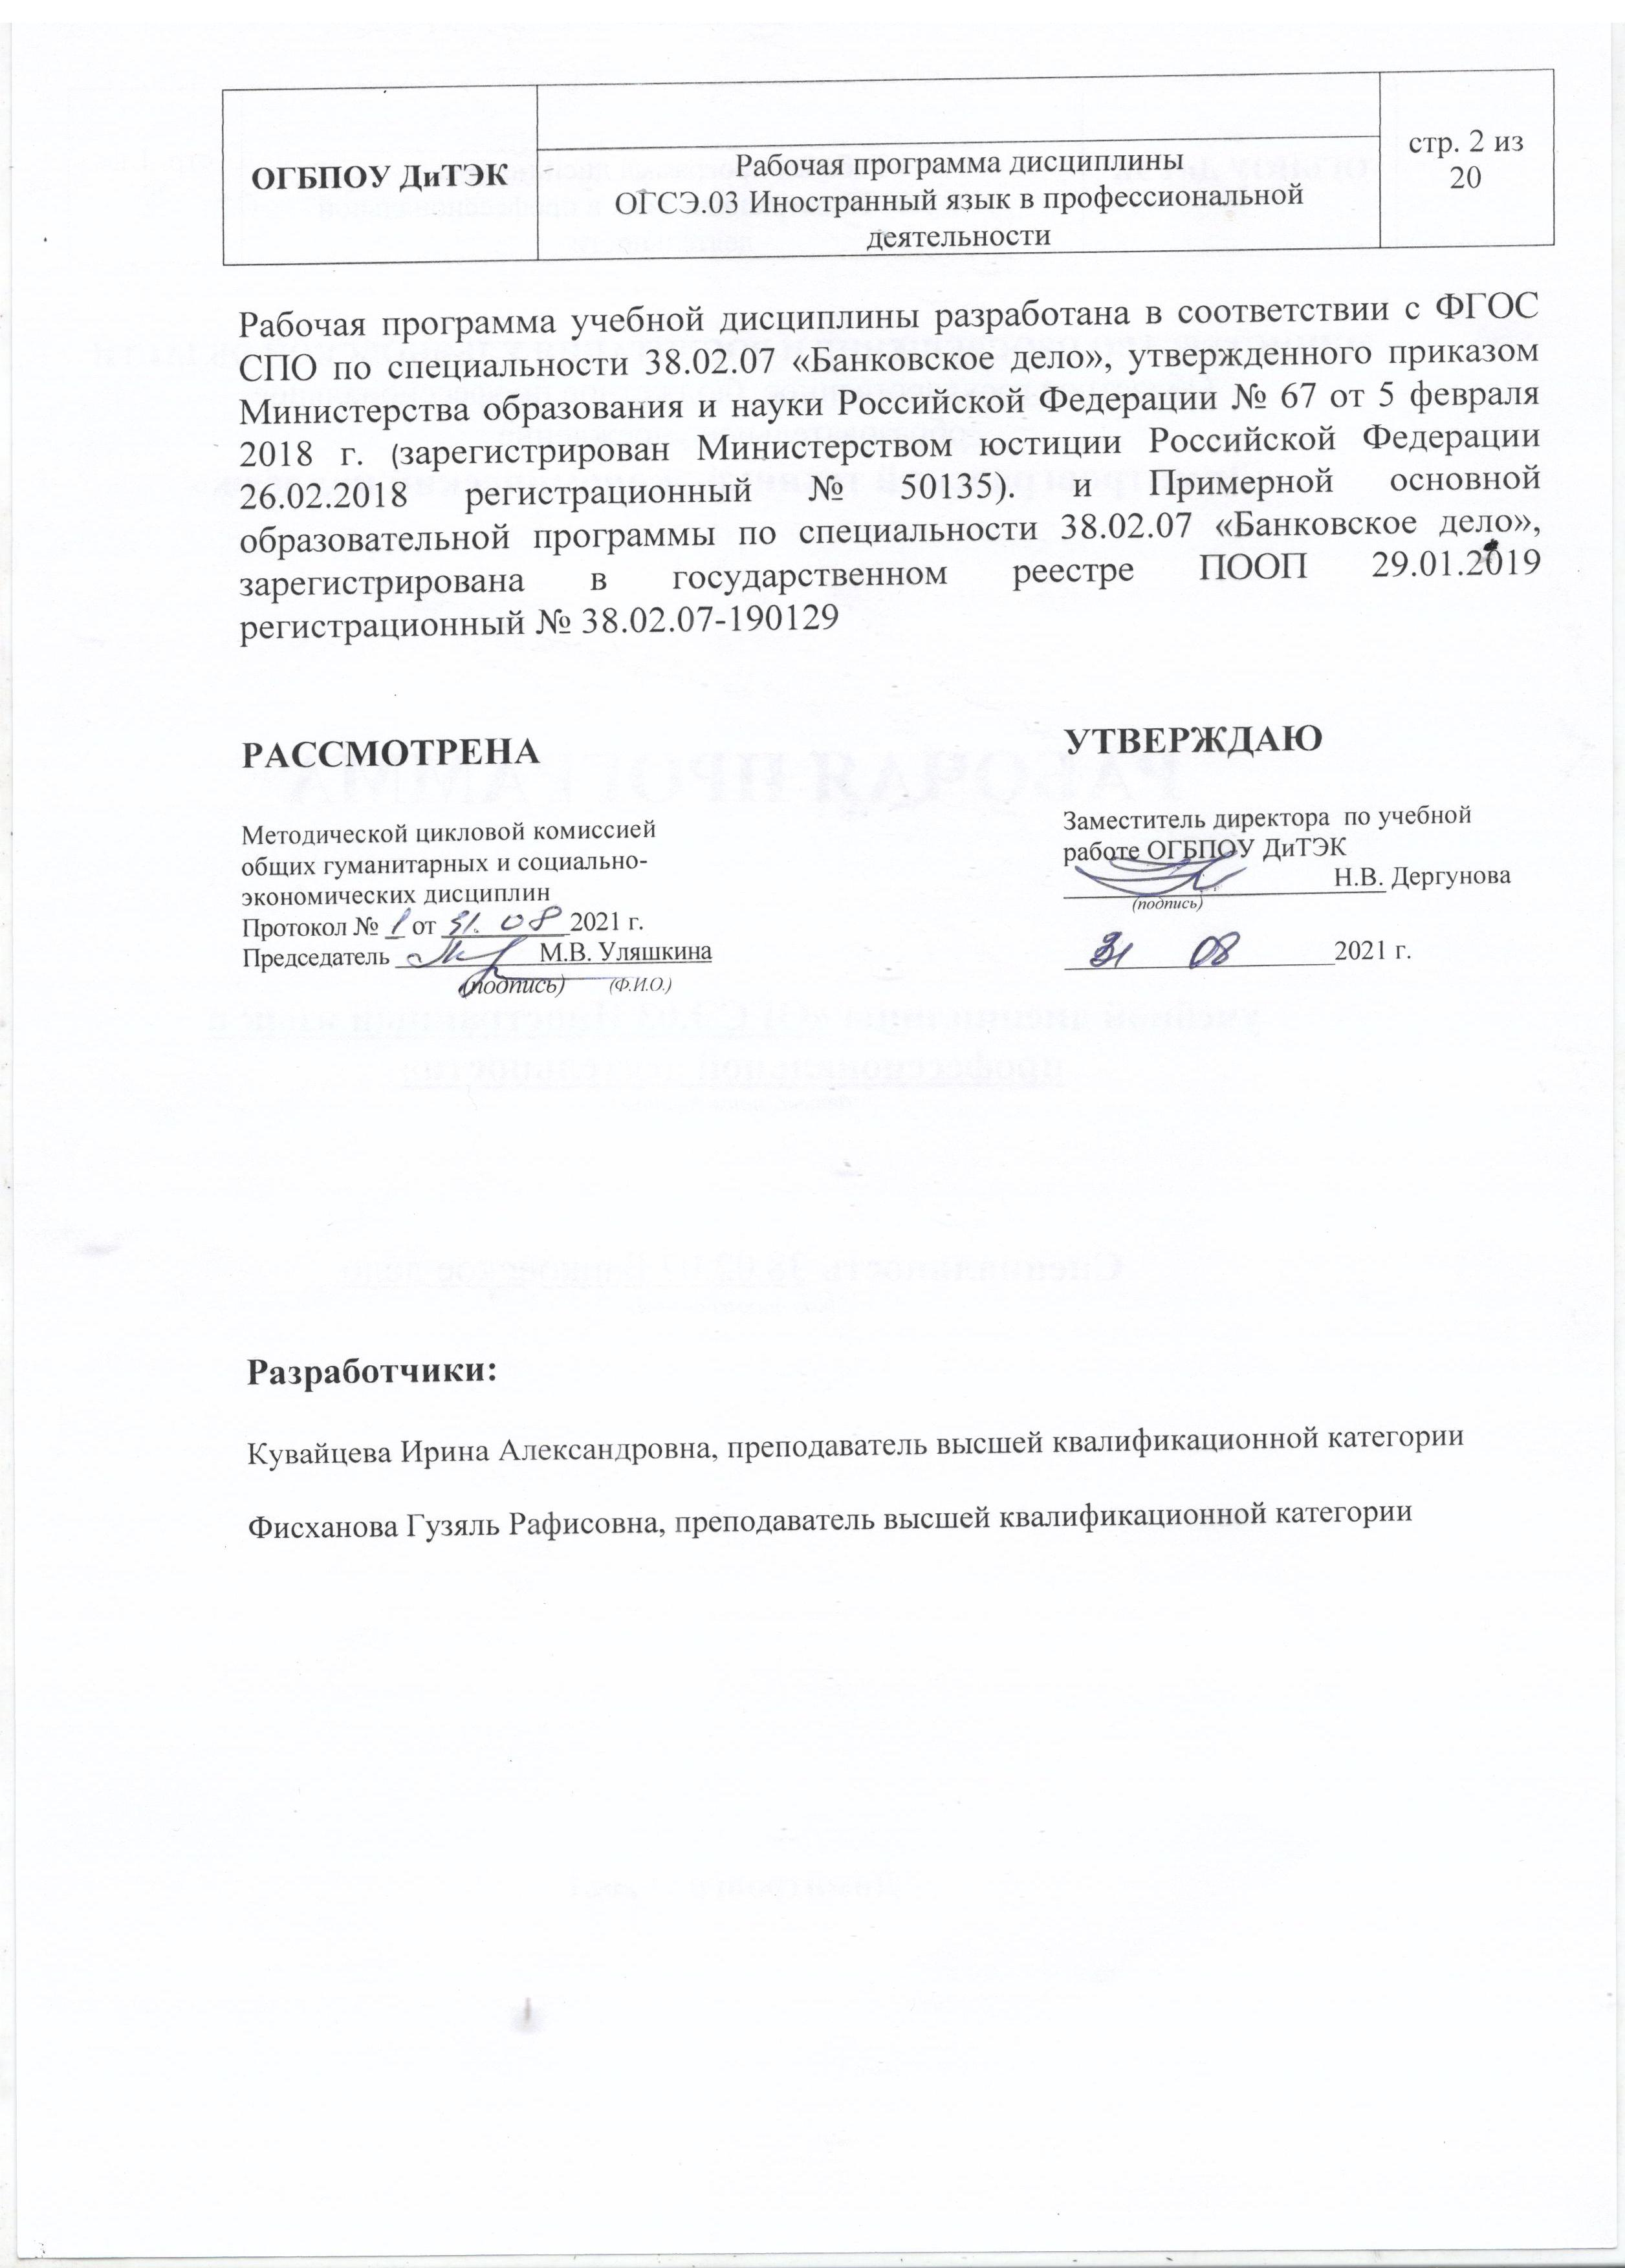 ОГБПОУ ДиТЭК
Рабочая программа дисциплины
ОГСЭ.03 Иностранный язык в профессиональной
деятельности
стр. 2 из
20
Рабочая программа учебной дисциплины разработана в соответствии с ФГОС
СПО по специальности 38.02.07 «Банковское дело», утвержденного приказом
Министерства образования и науки Российской Федерации № 67 от 5 февраля
2018 г. (зарегистрирован Министерством юстиции Российской Федерации
26.02.2018 регистрационный № 50135). и Примерной основной
образовательной программы по специальности 38.02.07 «Банковское дело»,
зарегистрирована в государственном реестре ПООП 29.01.2019
регистрационный № 38.02.07-190129
РАССМОТРЕНА
Методической цикловой комиссией
общих гуманитарных и социально-
экономических дисциплин
Протокол № 1 от 31. 08 2021 г.
Председатель М.В. Уляшкина
(подпись) (Ф.И.О.)
УТВЕРЖДАЮ
Заместитель директора по учебной
работе ОГБПОУ ДиТЭК
Н.В. Дергунова
(подпись)
31 08 2021 г.
Разработчики:
Кувайцева Ирина Александровна, преподаватель высшей квалификационной категории
Фисханова Гузяль Рафисовна, преподаватель высшей квалификационной категории